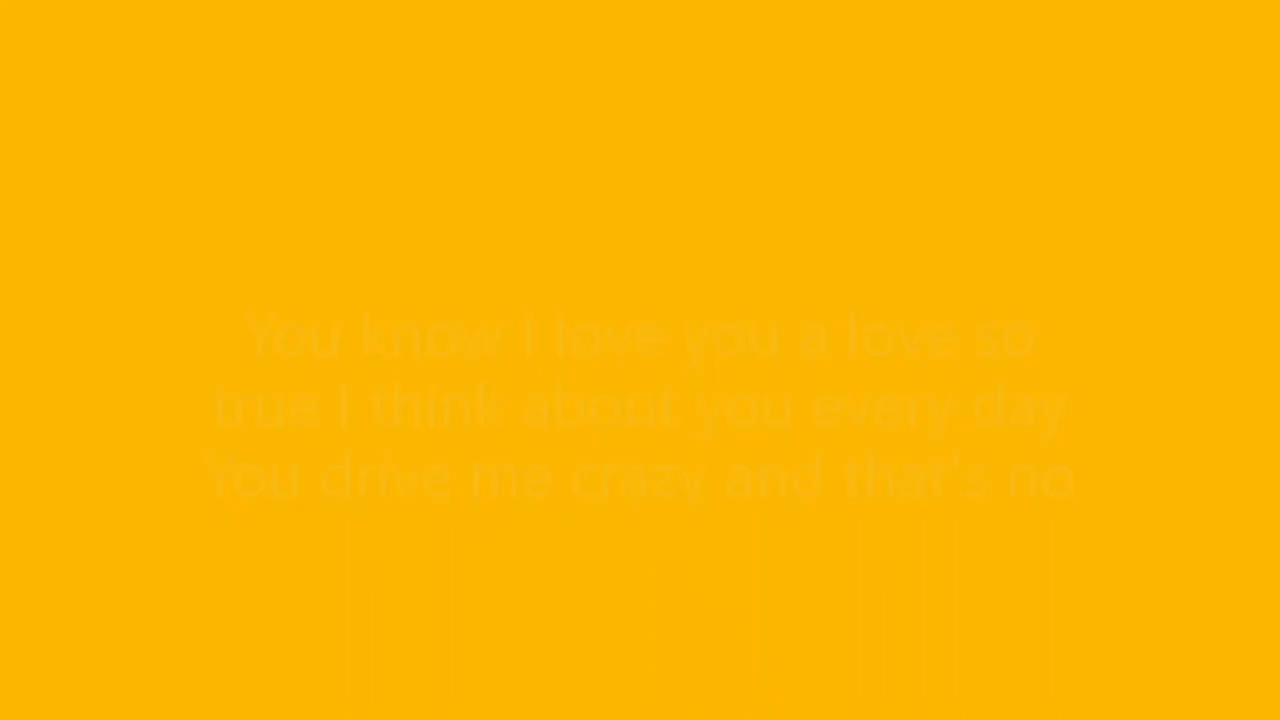 You know I love you a love so
true I think about you every day
You drive me crazy and that's no